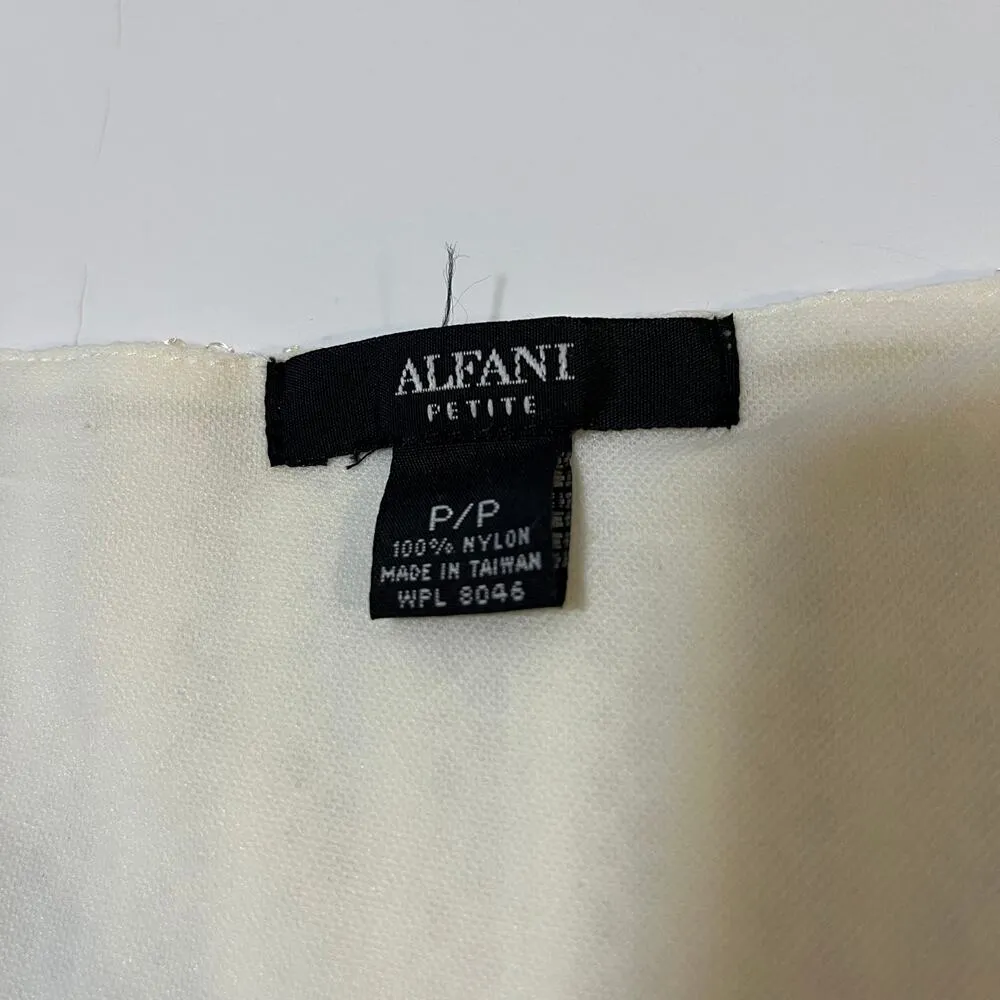 ALFANI
PETITE
P/P
100% NYLON
MADE IN TAIWAN
WPL 8046